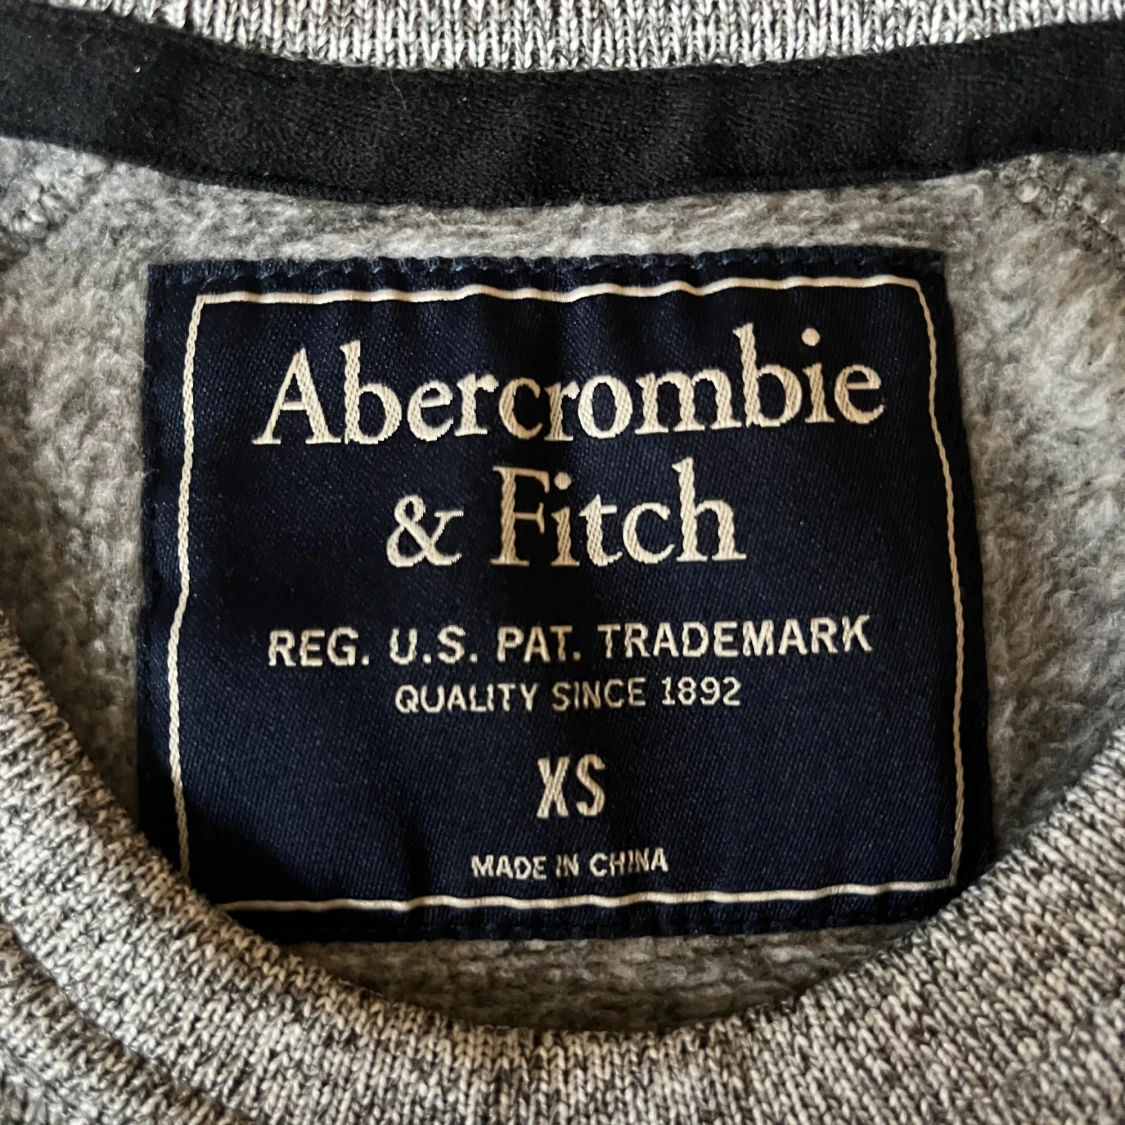 Abercrombie
& Fitch
REG. U.S. PAT. TRADEMARK
QUALITY SINCE 1892
XS
MADE IN CHINA